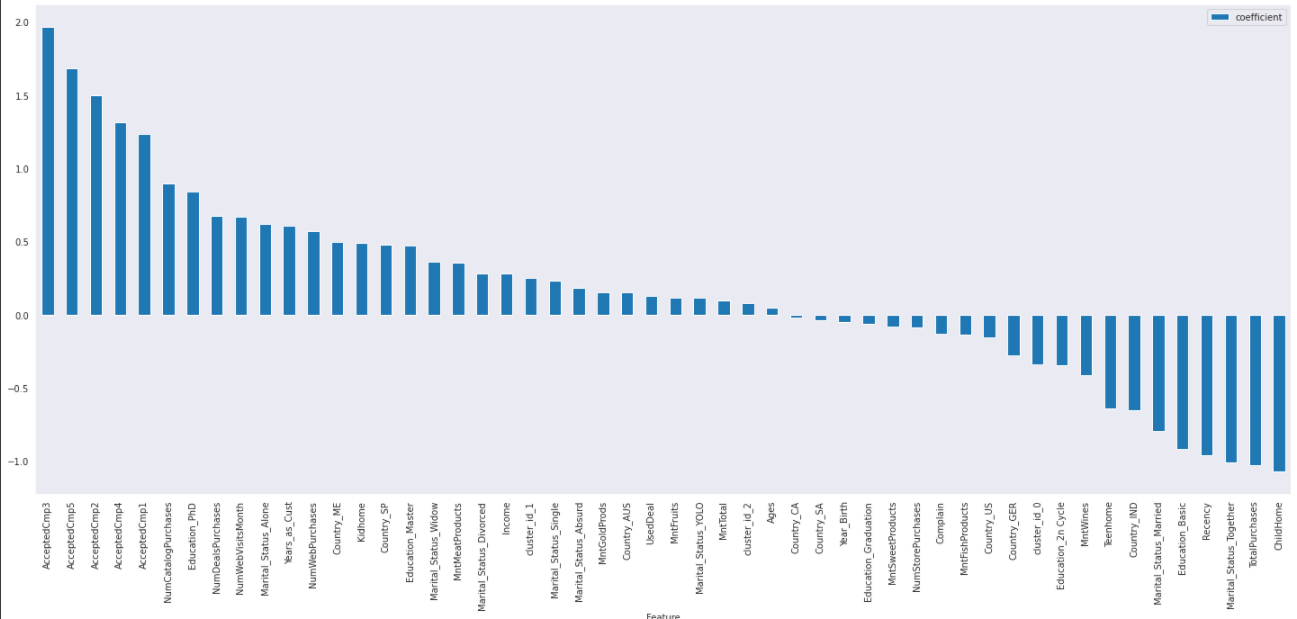 2.0
1.5
1.0
0.5
0.0
−0.5
−1.0
coefficient
AcceptedCmp3
AcceptedCmp5
AcceptedCmp2
AcceptedCmp4
AcceptedCmp1
NumCatalogPurchases
Education_PhD
NumDealsPurchases
NumWebVisitsMonth
Marital_Status_Alone
Years_as_Cust
NumWebPurchases
Country_ME
Kidhome
Country_SP
Education_Master
Marital_Status_Widow
MntMeatProducts
Marital_Status_Divorced
Income
cluster_id_1
Marital_Status_Single
Marital_Status_Absurd
MntGoldProds
Country_AUS
UsedDeal
MntFruits
Marital_Status_YOLO
MntTotal
cluster_id_2
Ages
Country_CA
Country_SA
Year_Birth
Education_Graduation
MntSweetProducts
NumStorePurchases
Complain
MntFishProducts
Country_US
Country_GER
cluster_id_0
Education_2n Cycle
MntWines
Teenhome
Country_IND
Marital_Status_Married
Education_Basic
Recency
Marital_Status_Together
TotalPurchases
ChildHome
Feature